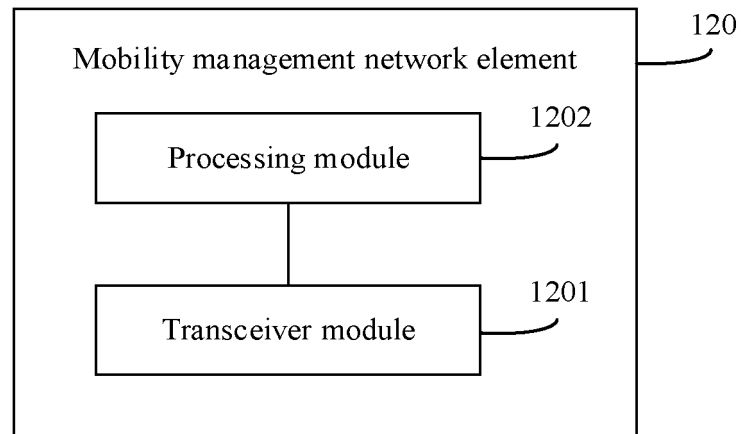 120
Mobility management network element
1202
Processing module
1201
Transceiver module